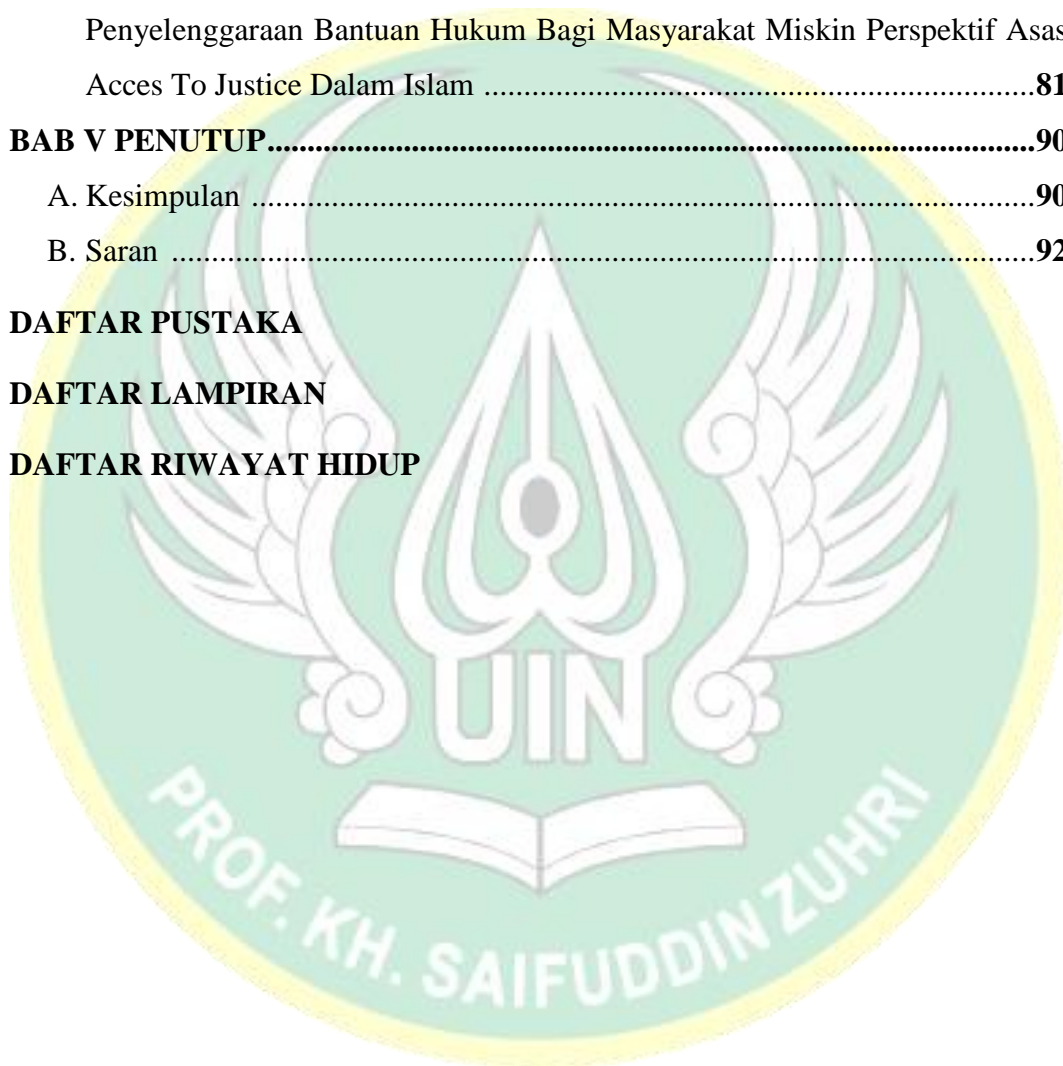 Penyelenggaraan Bantuan Hukum Bagi Masyarakat Miskin Perspektif Asas
Acces To Justice Dalam Islam ....................................................................81
BAB V PENUTUP...............................................................................................90
A. Kesimpulan .................................................................................................90
B. Saran ...........................................................................................................92
DAFTAR PUSTAKA
DAFTAR LAMPIRAN
DAFTAR RIWAYAT HIDUP
UIN
PROF. KH. SAIFUDDIN ZUHRI